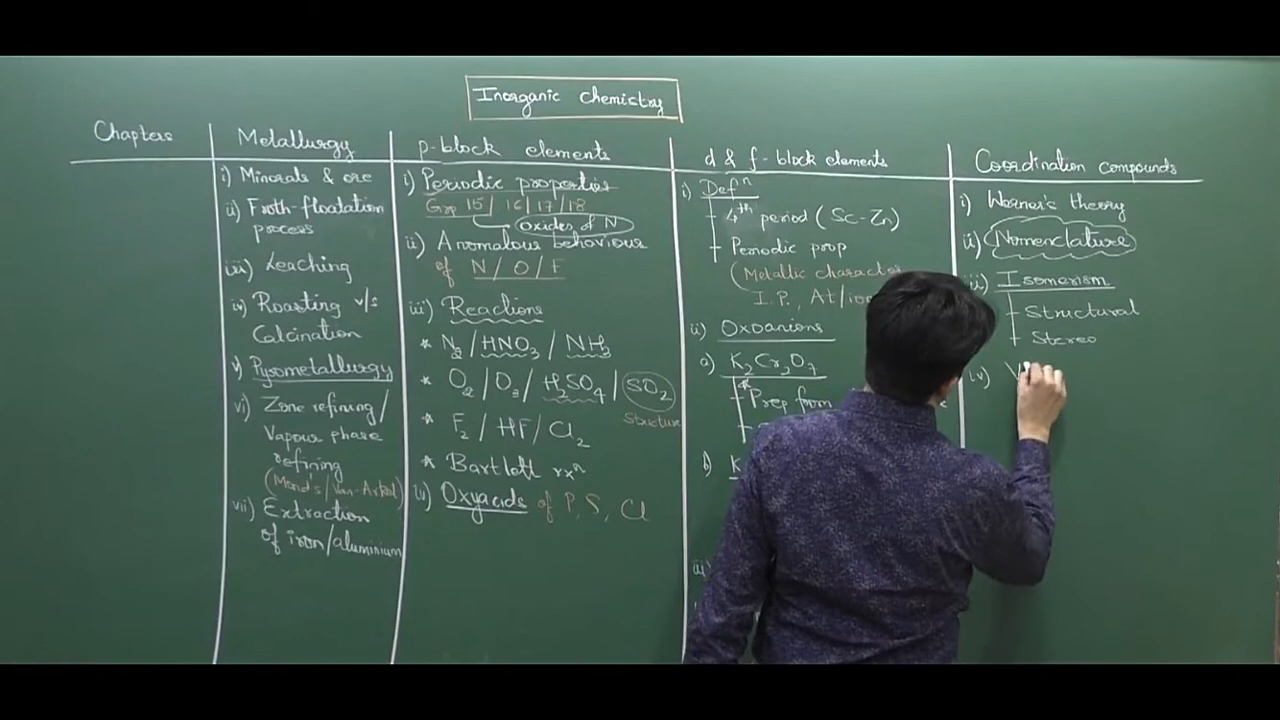 Inorganic chemistry
Chapters
Metallurgy
i) Minerals & ore
ii) Froth-floatation
process
iii) Leaching
iv) Roasting v/s
Calcination
v) Pyrometallurgy
vi) Zone refining/
Vapour phase
refining
(Mond's/Van-Arkel)
vii) Extraction
of iron/aluminium
p-block elements
i) Periodic properties
Grp 15/16/17/18
Oxides of N
ii) Anomalous behaviour
of N/O/F
iii) Reactions
* N₂/HNO₃/NH₃
* O₂/O₃/H₂SO₄/SO₂
Structure
* F₂/HF/Cl₂
* Bartlett rxⁿ
iv) Oxyacids of P, S, Cl
d & f-block elements
i) Defⁿ
4ᵗʰ period (Sc-Zn)
Periodic prop
(Metallic character
I.P., At/ion
ii) Oxoanions
a) K₂Cr₂O₇
Prep from
b) K
iii)
Coordination compounds
i) Werner's theory
ii) Nomenclature
iii) Isomerism
Structural
Stereo
iv) V